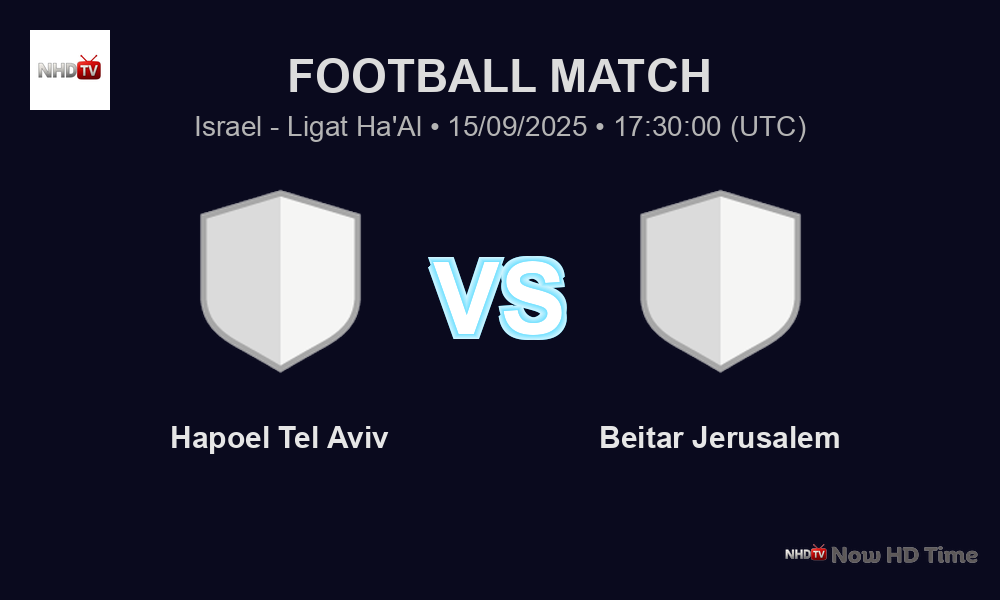 NHDTV
FOOTBALL MATCH
Israel - Ligat Ha'Al • 15/09/2025 • 17:30:00 (UTC)
VS
Hapoel Tel Aviv
Beitar Jerusalem
NHDTV Now HD Time